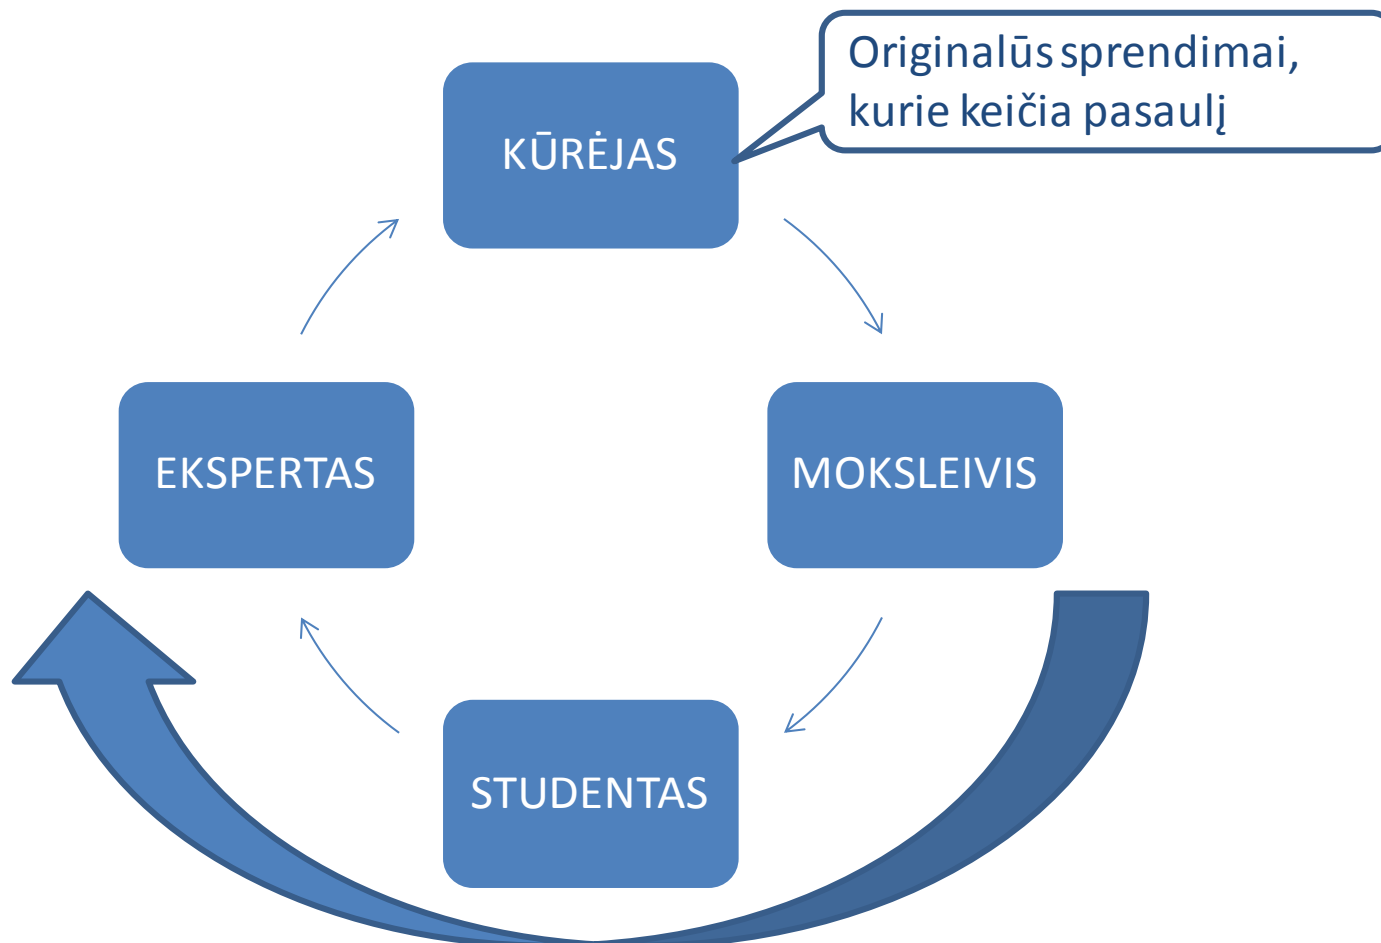 Originalūs sprendimai,
kurie keičia pasaulį
KŪRĖJAS
EKSPERTAS
MOKSLEIVIS
STUDENTAS